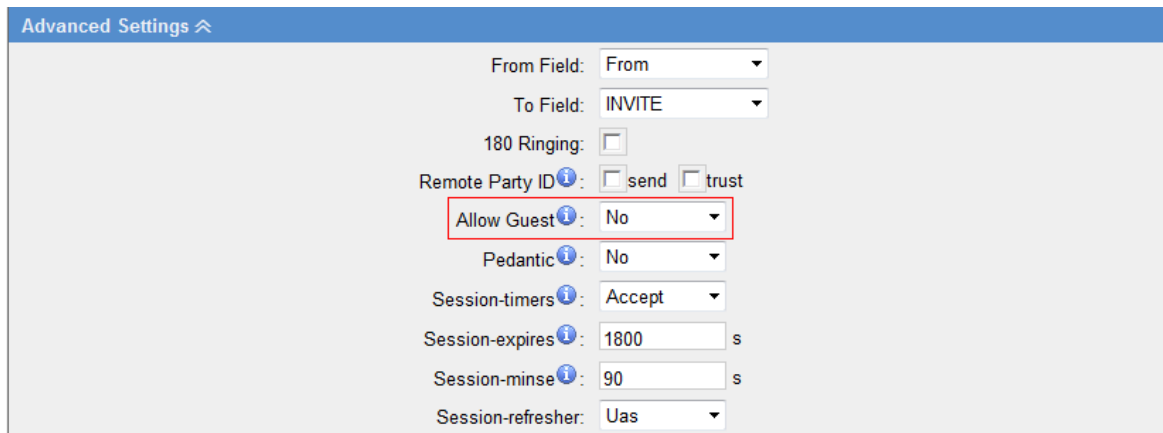 Advanced Settings
From Field: From
To Field: INVITE
180 Ringing:
Remote Party ID: send trust
Allow Guest: No
Pedantic: No
Session-timers: Accept
Session-expires: 1800 s
Session-minse: 90 s
Session-refresher: Uas